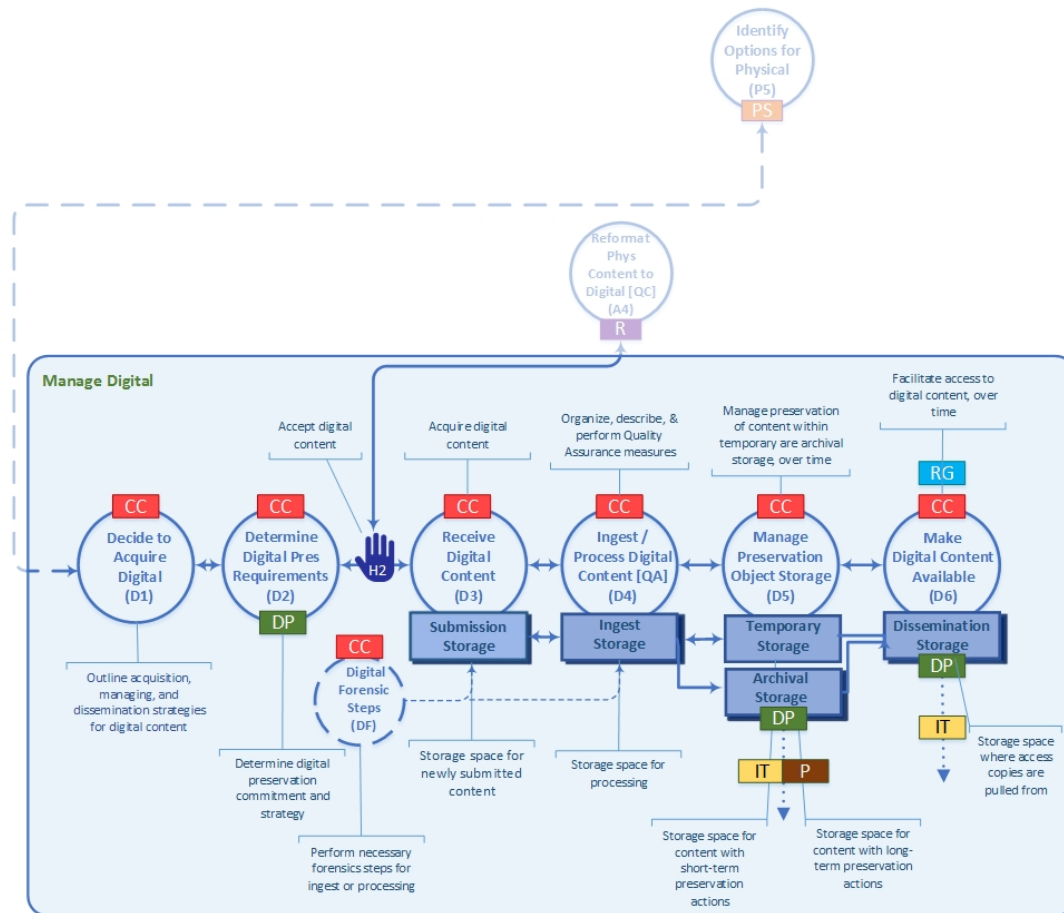 Identify
Options for
Physical
(P5)
PS
Reformat
Phys
Content to
Digital [QC]
(A4)
R
Manage Digital
Facilitate access to
digital content, over
time
Accept digital
content
Acquire digital
content
Organize, describe, &
perform Quality
Assurance measures
Manage preservation
of content within
temporary are archival
storage, over time
RG
CC
Decide to
Acquire
Digital
(D1)
CC
Determine
Digital Pres
Requirements
(D2)
DP
H2
CC
Receive
Digital
Content
(D3)
CC
Ingest /
Process Digital
Content [QA]
(D4)
CC
Manage
Preservation
Object Storage
(D5)
CC
Make
Digital Content
Available
(D6)
Submission
Storage
Ingest
Storage
Temporary
Storage
Dissemination
Storage
DP
Archival
Storage
DP
CC
Digital
Forensic
Steps
(DF)
Outline acquisition,
managing, and
dissemination strategies
for digital content
IT
Storage space for
newly submitted
content
Storage space for
processing
Storage space
where access
copies are
pulled from
Determine digital
preservation
commitment and
strategy
IT
P
Perform necessary
forensics steps for
ingest or processing
Storage space for
content with
short-term
preservation
actions
Storage space for
content with long-
term preservation
actions